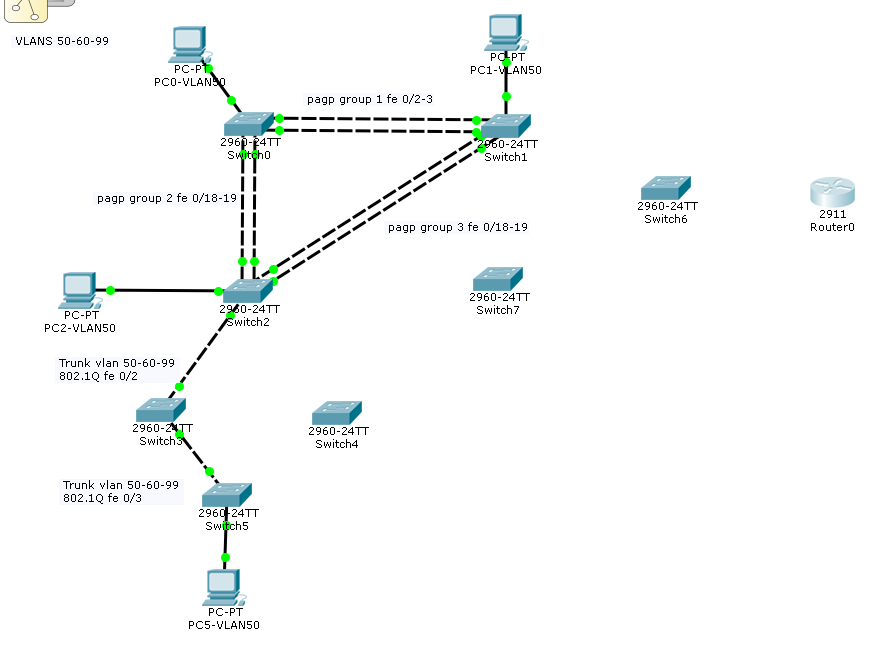 VLANS 50-60-99
PC-PT
PC0-VLAN50
PC-PT
PC1-VLAN50
pagp group 1 fe 0/2-3
2960-24TT
Switch0
2960-24TT
Switch1
pagp group 2 fe 0/18-19
2960-24TT
Switch6
2911
Router0
pagp group 3 fe 0/18-19
PC-PT
PC2-VLAN50
2960-24TT
Switch2
2960-24TT
Switch7
Trunk vlan 50-60-99
802.1Q fe 0/2
2960-24TT
Switch3
2960-24TT
Switch4
Trunk vlan 50-60-99
802.1Q fe 0/3
2960-24TT
Switch5
PC-PT
PC5-VLAN50